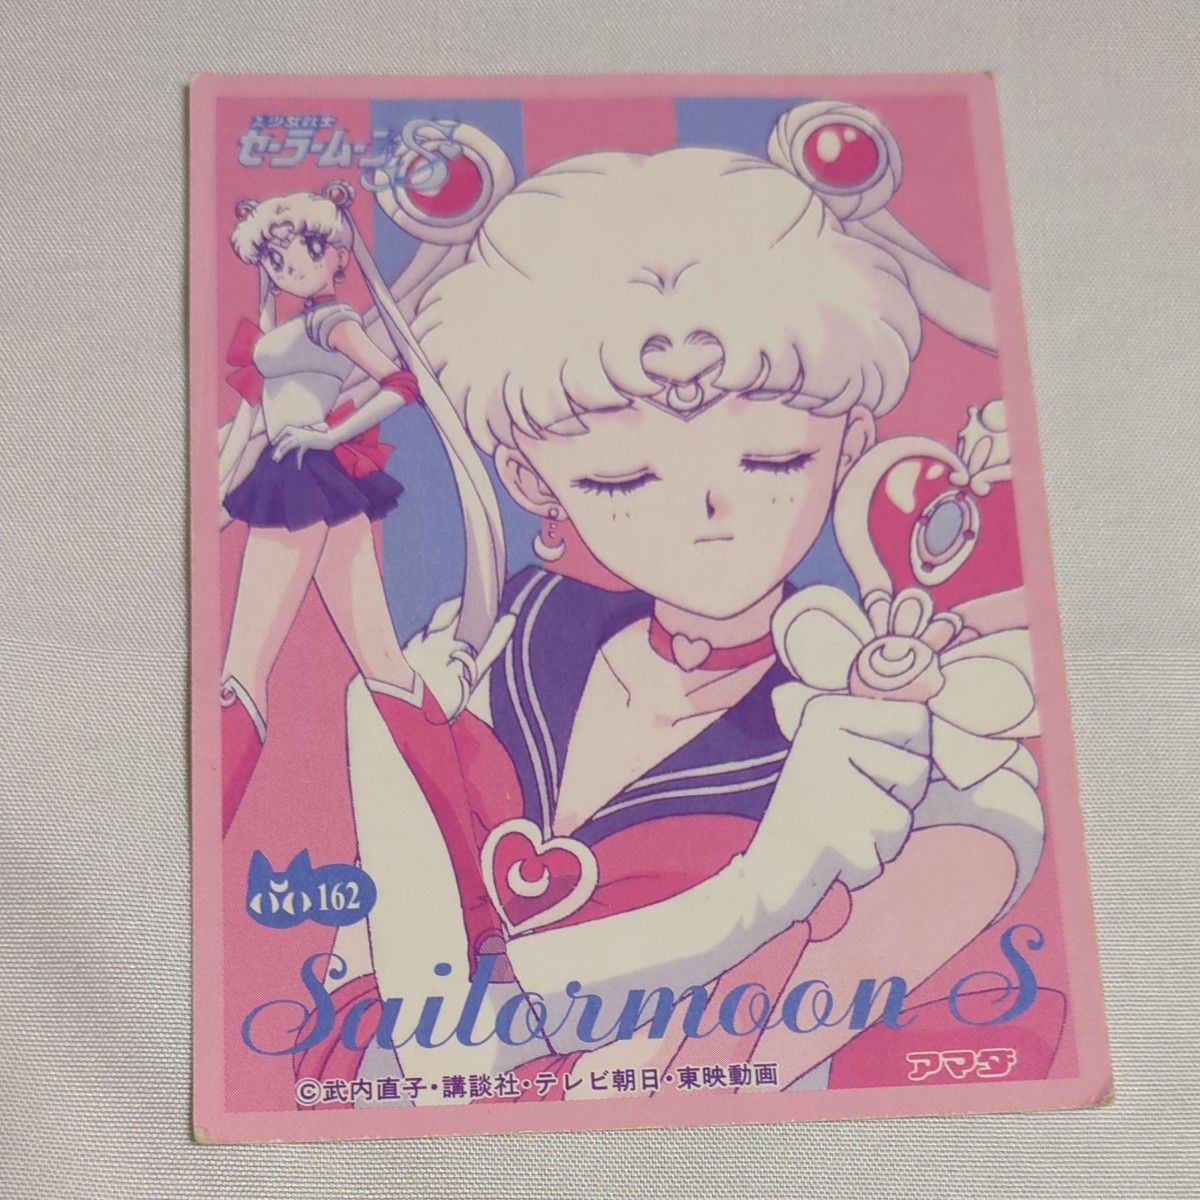 美少女戦士
セーラームーンS
162
Sailormoon S
アマダ
©武内直子・講談社・テレビ朝日・東映動画